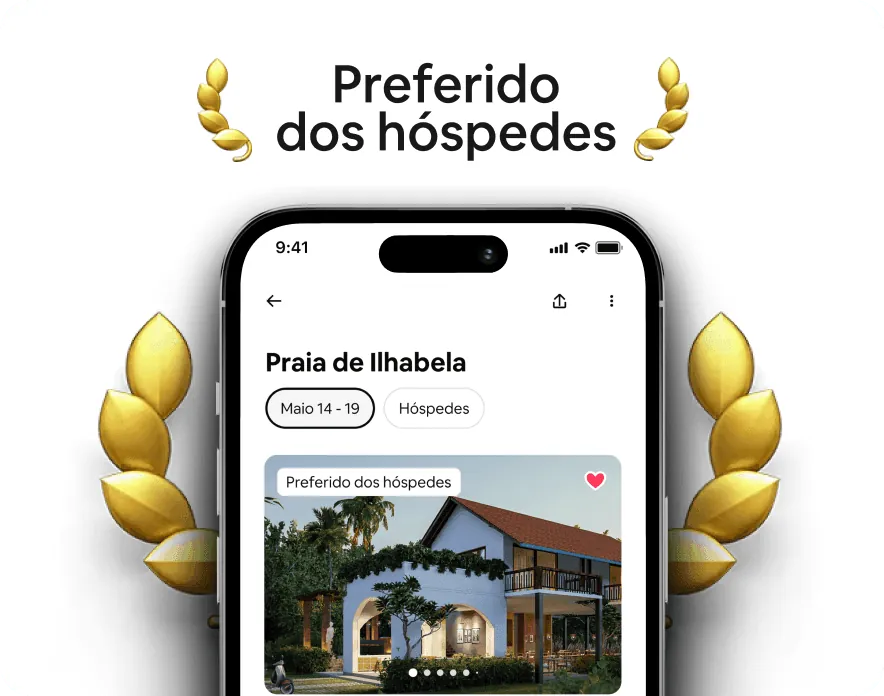 Preferido
dos hóspedes
9:41
Praia de Ilhabela
Maio 14 - 19
Hóspedes
Preferido dos hóspedes